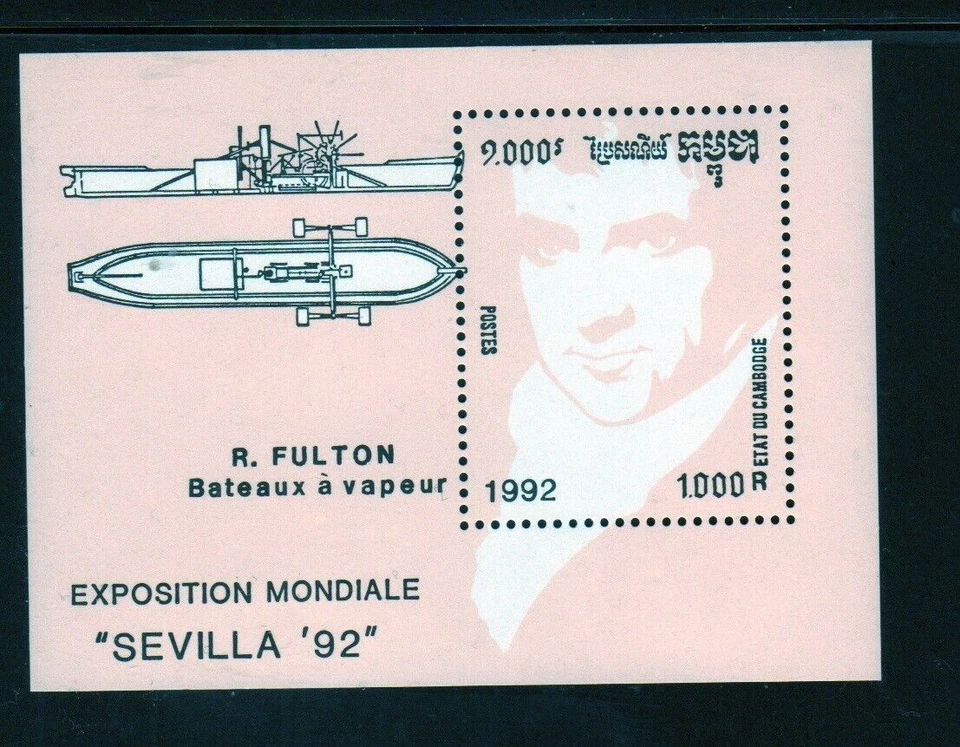 ១.០០០រ ប្រៃសណីយ៍ កម្ពុជា
POSTES
ETAT DU CAMBODGE
R. FULTON
Bateaux à vapeur
1992
1.000 R
EXPOSITION MONDIALE
"SEVILLA '92"